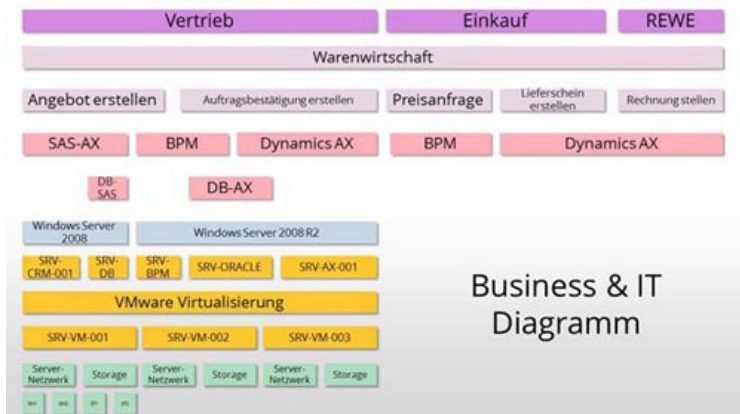 Vertrieb
Einkauf
REWE
Warenwirtschaft
Angebot erstellen
Auftragsbestätigung erstellen
Preisanfrage
Lieferschein
erstellen
Rechnung stellen
SAS-AX
BPM
Dynamics AX
BPM
Dynamics AX
DB-
SAS
DB-AX
Windows Server
2008
Windows Server 2008 R2
SRV-
CRM-001
SRV-
DB
SRV-
BPM
SRV-ORACLE
SRV-AX-001
VMware Virtualisierung
SRV-VM-001
SRV-VM-002
SRV-VM-003
Server-
Netzwerk
Storage
Server-
Netzwerk
Storage
Server-
Netzwerk
Storage
Business & IT
Diagramm